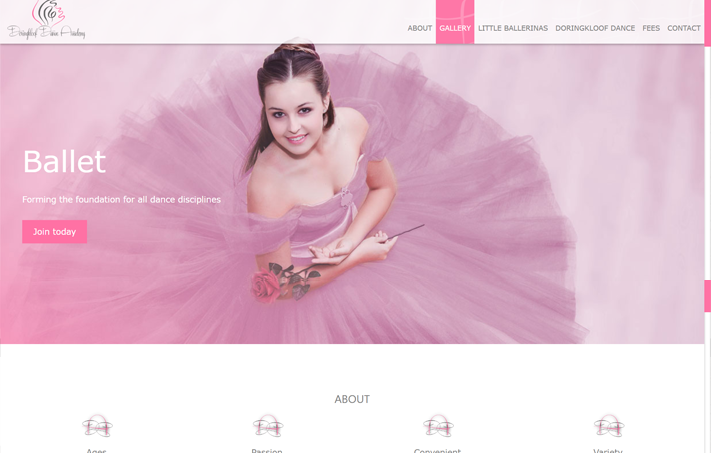 Doringkloof Dance Academy
ABOUT GALLERY LITTLE BALLERINAS DORINGKLOOF DANCE FEES CONTACT
Ballet
Forming the foundation for all dance disciplines
Join today
ABOUT
Ages Passion Convenient Variety